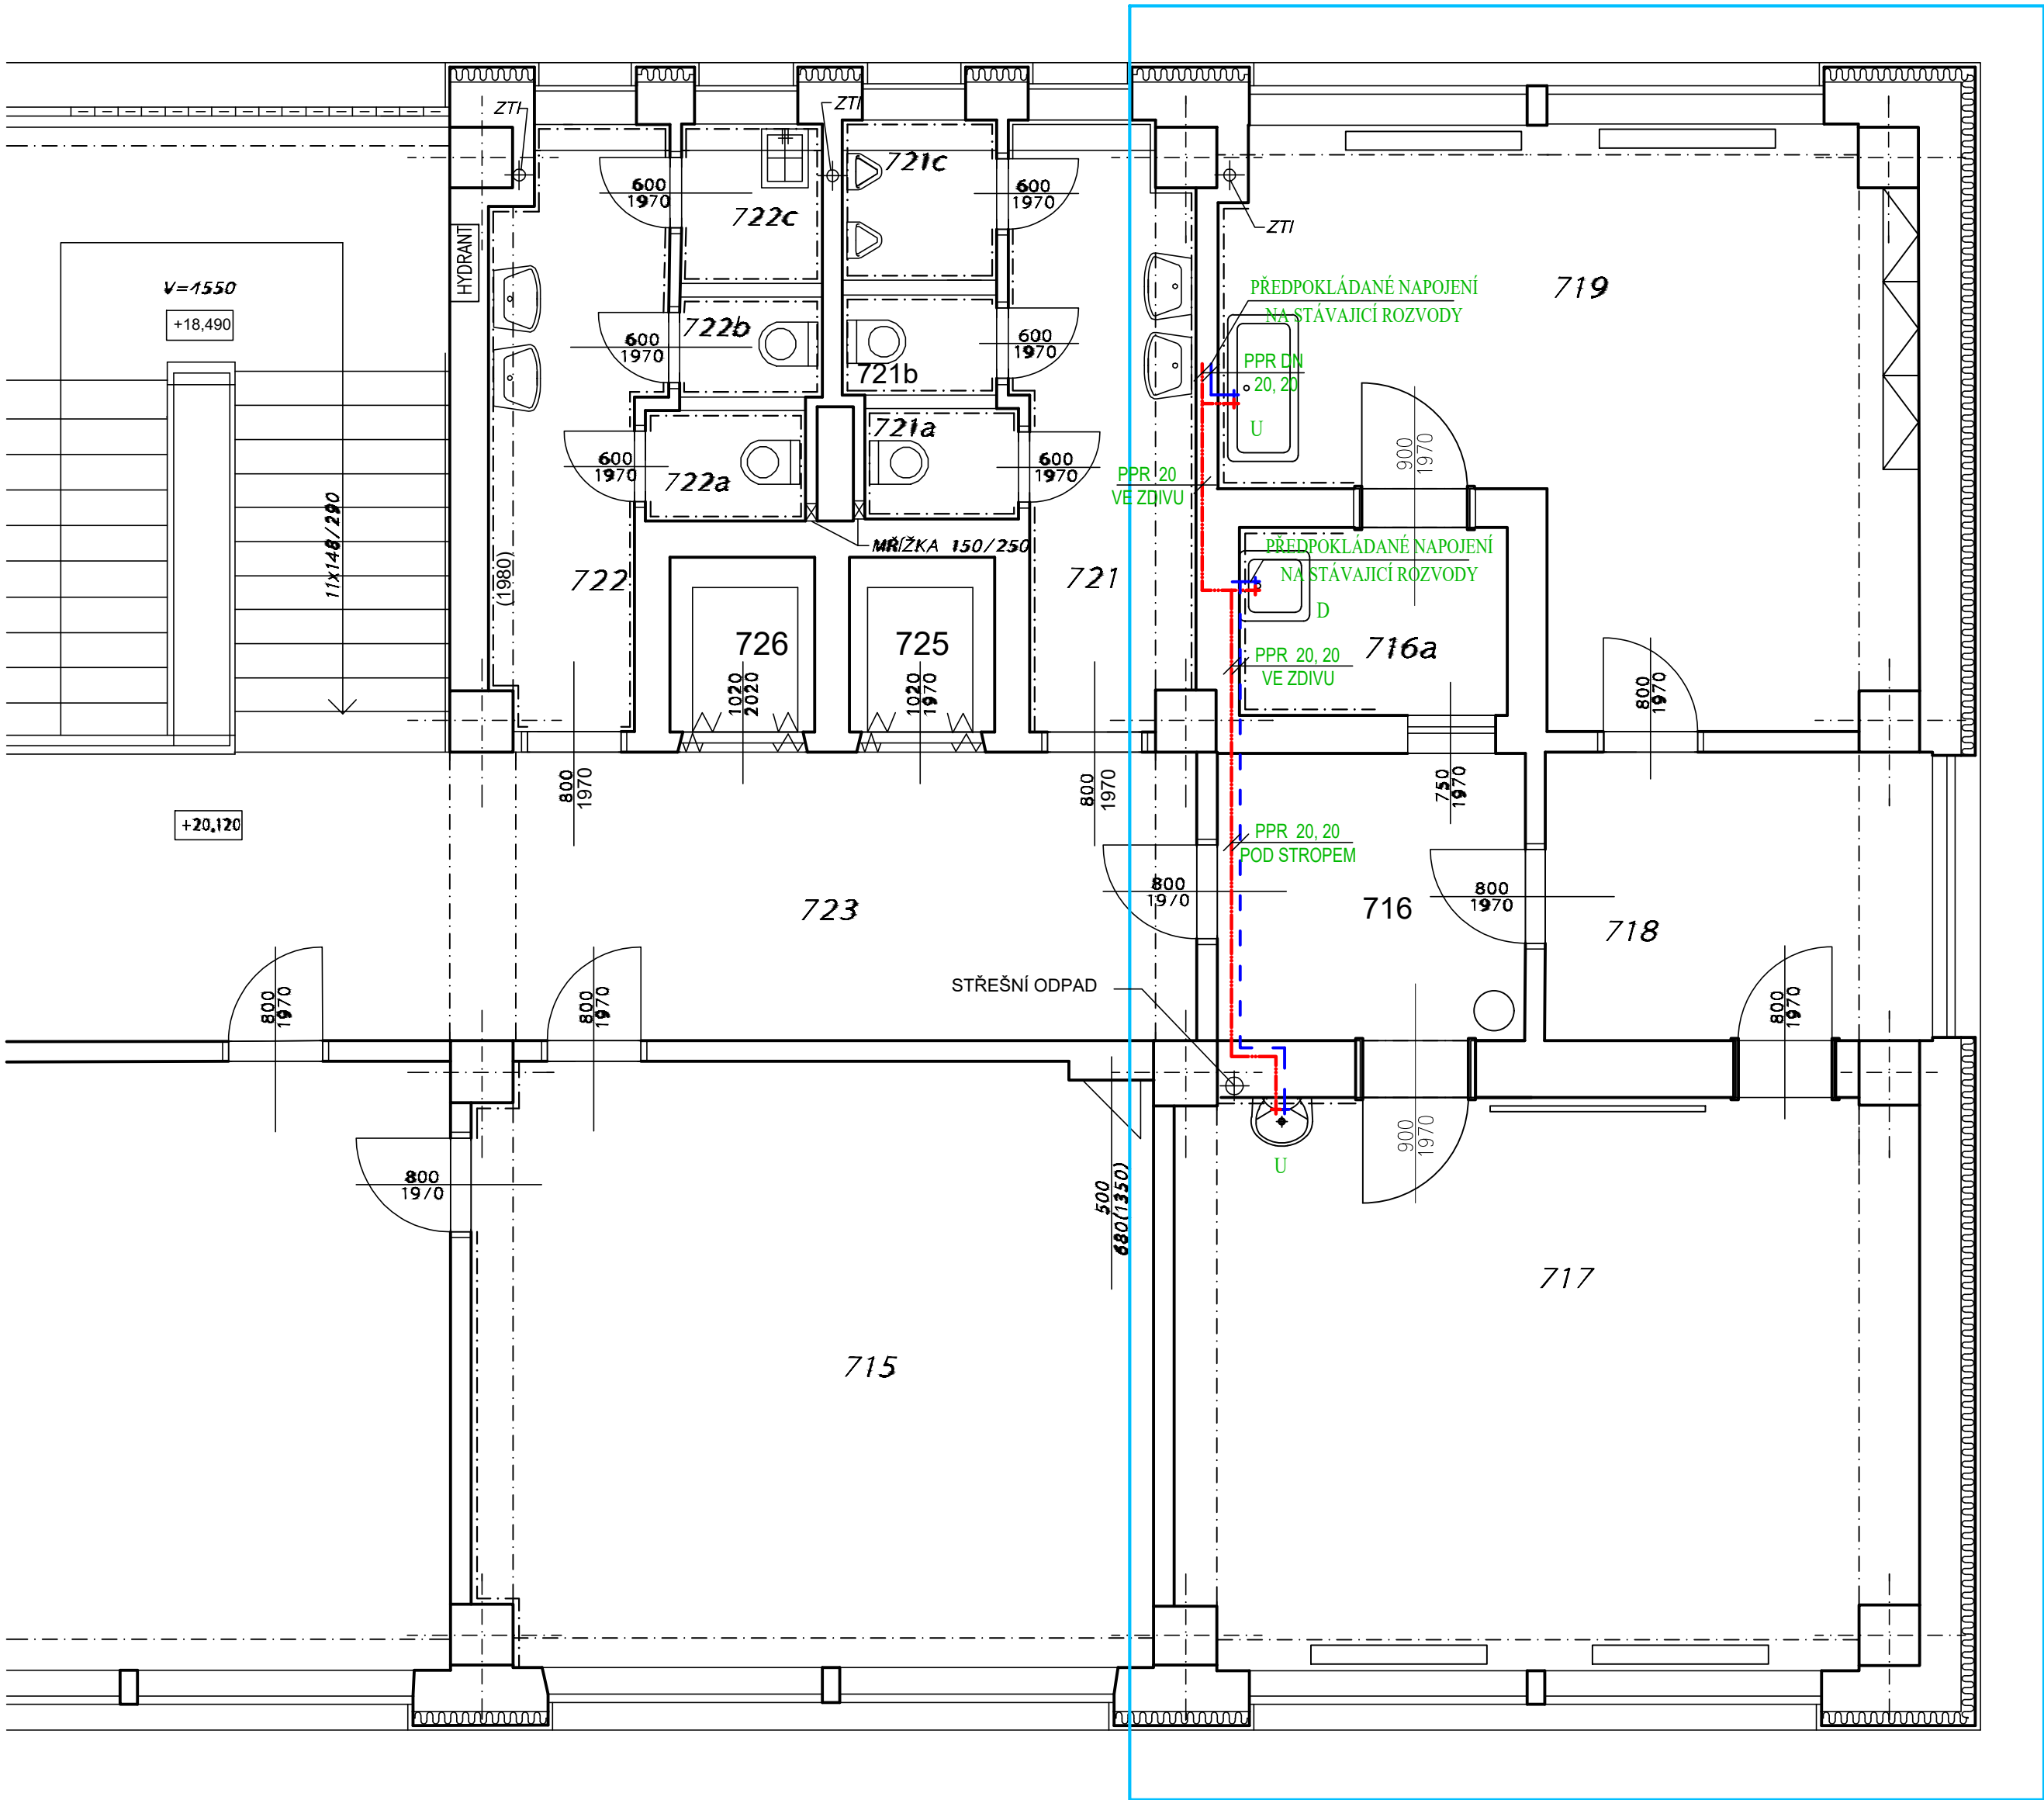 ZTI
ZTI
721c
600
1970
722c
600
1970
ZTI
HYDRANT
V=1550
+18,490
PŘEDPOKLÁDANÉ NAPOJENÍ
NA STÁVAJICÍ ROZVODY
719
722b
600
1970
600
1970
721b
PPR DN
20, 20
U
721a
900
1970
600
1970
722a
600
1970
PPR 20
VE ZDIVU
11x148/290
MŘÍŽKA 150/250
PŘEDPOKLÁDANÉ NAPOJENÍ
NA STÁVAJICÍ ROZVODY
(1980)
722
721
D
726
725
716a
PPR 20, 20
VE ZDIVU
1020
2020
1020
1970
800
1970
800
1970
800
1970
750
1970
+20,120
PPR 20, 20
POD STROPEM
800
1970
800
1970
723
716
718
STŘEŠNÍ ODPAD
800
1970
800
1970
800
1970
900
1970
U
800
1970
500
680(1350)
717
715